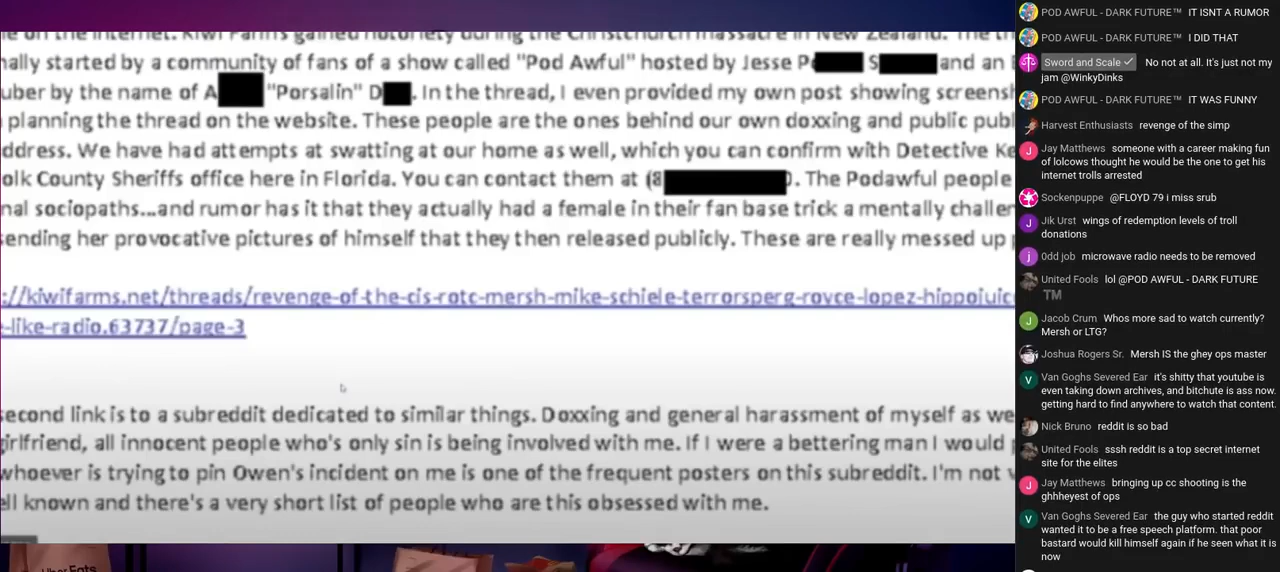 ne on the internet. Kiwi Farms gained notoriety during the Christchurch massacre in New Zealand. The th
nally started by a community of fans of a show called "Pod Awful" hosted by Jesse P S and an E
uber by the name of A "Porsalin" D . In the thread, I even provided my own post showing screensh
planning the thread on the website. These people are the ones behind our own doxxing and public publ
ddress. We have had attempts at swatting at our home as well, which you can confirm with Detective Ke
olk County Sheriffs office here in Florida. You can contact them at (8 ). The Podawful people
nal sociopaths...and rumor has it that they actually had a female in their fan base trick a mentally challen
sending her provocative pictures of himself that they then released publicly. These are really messed up p
://kiwifarms.net/threads/revenge-of-the-cis-rotc-mersh-mike-schiele-terrorsperg-royce-lopez-hippojuic
e-like-radio.63737/page-3
second link is to a subreddit dedicated to similar things. Doxxing and general harassment of myself as we
girlfriend, all innocent people who's only sin is being involved with me. If I were a bettering man I would p
whoever is trying to pin Owen's incident on me is one of the frequent posters on this subreddit. I'm not v
ell known and there's a very short list of people who are this obsessed with me.
Uber Eats
POD AWFUL - DARK FUTURE™ IT ISNT A RUMOR
POD AWFUL - DARK FUTURE™ I DID THAT
Sword and Scale ✓ No not at all. It's just not my
jam @WinkyDinks
POD AWFUL - DARK FUTURE™ IT WAS FUNNY
Harvest Enthusiasts revenge of the simp
J Jay Matthews someone with a career making fun
of lolcows thought he would be the one to get his
internet trolls arrested
Sockenpuppe @FLOYD 79 i miss srub
J Jik Urst wings of redemption levels of troll
donations
j 0dd job microwave radio needs to be removed
United Fools lol @POD AWFUL - DARK FUTURE
™
J Jacob Crum Whos more sad to watch currently?
Mersh or LTG?
Joshua Rogers Sr. Mersh IS the ghey ops master
V Van Goghs Severed Ear it's shitty that youtube is
even taking down archives, and bitchute is ass now.
getting hard to find anywhere to watch that content.
Nick Bruno reddit is so bad
United Fools sssh reddit is a top secret internet
site for the elites
J Jay Matthews bringing up cc shooting is the
ghhheyest of ops
V Van Goghs Severed Ear the guy who started reddit
wanted it to be a free speech platform. that poor
bastard would kill himself again if he seen what it is
now